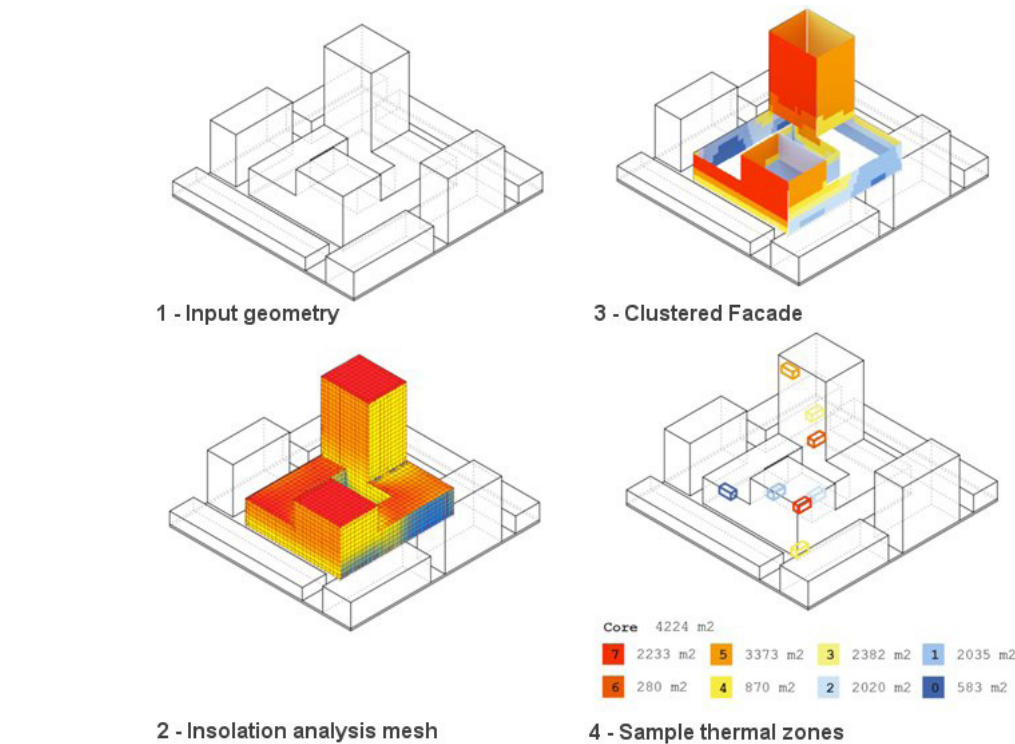 1 - Input geometry
3 - Clustered Facade
Core 4224 m2
7 2233 m2 5 3373 m2 3 2382 m2 1 2035 m2
6 280 m2 4 870 m2 2 2020 m2 0 583 m2
2 - Insolation analysis mesh
4 - Sample thermal zones